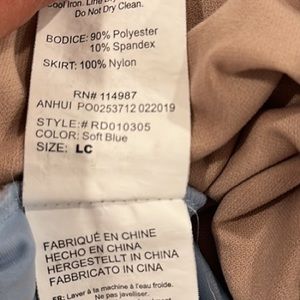 Cool Iron. Line Dry
Do Not Dry Clean.
BODICE: 90% Polyester
10% Spandex
SKIRT: 100% Nylon
RN# 114987
ANHUI PO0253712 022019
STYLE:# RD010305
COLOR: Soft Blue
SIZE: LC
FABRIQUÉ EN CHINE
HECHO EN CHINA
HERGESTELLT IN CHINA
FABBRICATO IN CINA
FR: Laver à la machine à l'eau froide.
Ne pas javelliser.